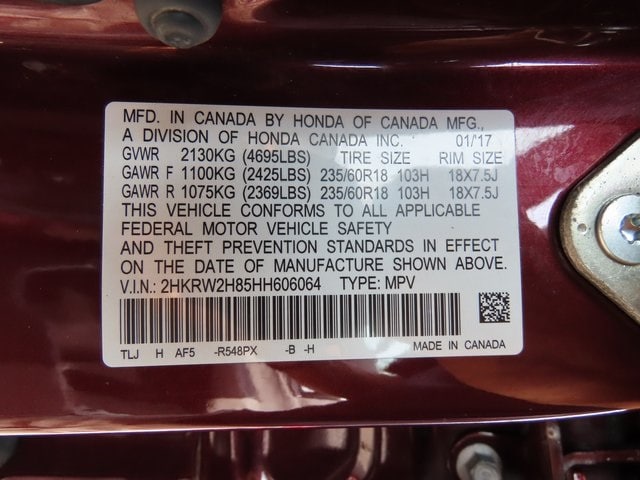 MFD. IN CANADA BY HONDA OF CANADA MFG.,
A DIVISION OF HONDA CANADA INC. 01/'17
GVWR 2130KG (4695LBS) TIRE SIZE RIM SIZE
GAWR F 1100KG (2425LBS) 235/60R18 103H 18X7.5J
GAWR R 1075KG (2369LBS) 235/60R18 103H 18X7.5J
THIS VEHICLE CONFORMS TO ALL APPLICABLE
FEDERAL MOTOR VEHICLE SAFETY
AND THEFT PREVENTION STANDARDS IN EFFECT
ON THE DATE OF MANUFACTURE SHOWN ABOVE.
V.I.N.: 2HKRW2H85HH606064 TYPE: MPV
TLJ H AF5 -R548PX -B -H MADE IN CANADA